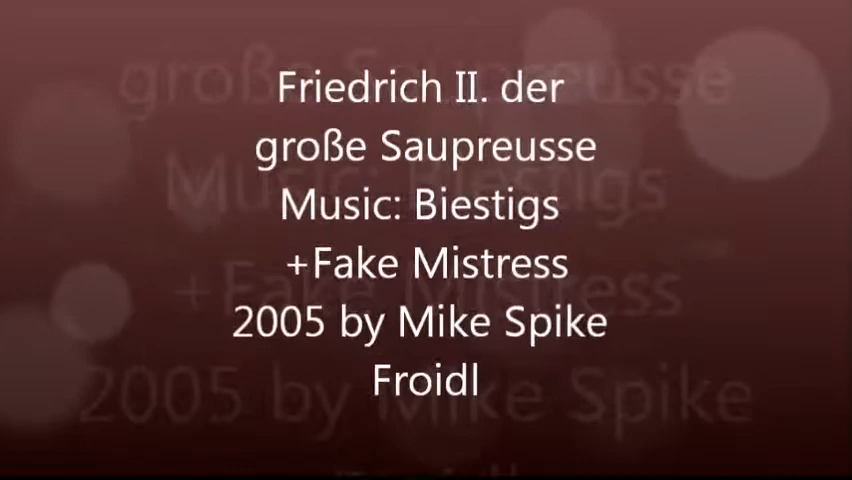 Friedrich II. der
große Saupreusse
Music: Biestigs
+Fake Mistress
2005 by Mike Spike
Froidl